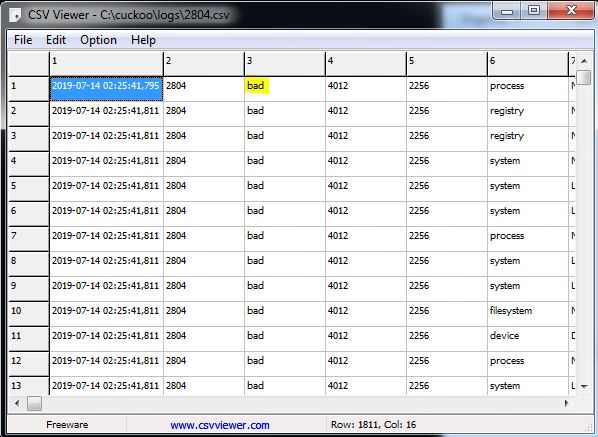 CSV Viewer - C:\cuckoo\logs\2804.csv
File Edit Option Help
1 2 3 4 5 6 7
1 2019-07-14 02:25:41,795 2804 bad 4012 2256 process
2 2019-07-14 02:25:41,811 2804 bad 4012 2256 registry
3 2019-07-14 02:25:41,811 2804 bad 4012 2256 registry
4 2019-07-14 02:25:41,811 2804 bad 4012 2256 system
5 2019-07-14 02:25:41,811 2804 bad 4012 2256 system
6 2019-07-14 02:25:41,811 2804 bad 4012 2256 system
7 2019-07-14 02:25:41,811 2804 bad 4012 2256 process
8 2019-07-14 02:25:41,811 2804 bad 4012 2256 system
9 2019-07-14 02:25:41,811 2804 bad 4012 2256 system
10 2019-07-14 02:25:41,811 2804 bad 4012 2256 filesystem
11 2019-07-14 02:25:41,811 2804 bad 4012 2256 device
12 2019-07-14 02:25:41,811 2804 bad 4012 2256 process
13 2019-07-14 02:25:41,811 2804 bad 4012 2256 system
Freeware www.csvviewer.com Row: 1811, Col: 16